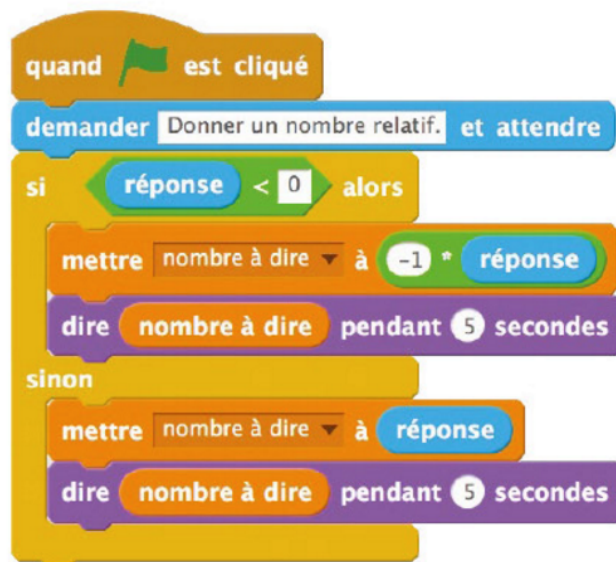 quand est cliqué
demander Donner un nombre relatif. et attendre
si réponse < 0 alors
mettre nombre à dire à -1 * réponse
dire nombre à dire pendant 5 secondes
sinon
mettre nombre à dire à réponse
dire nombre à dire pendant 5 secondes